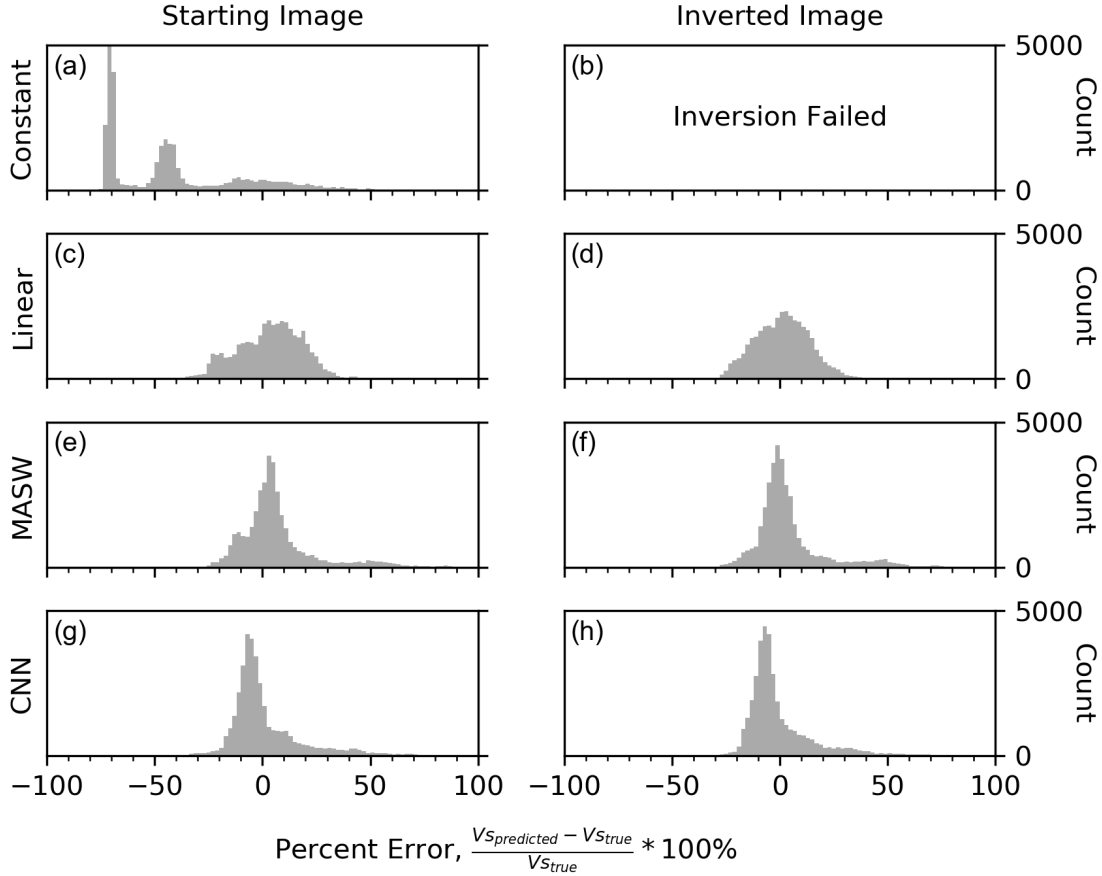 Starting Image Inverted Image
Constant (a) (b) Inversion Failed 5000 Count 0
Linear (c) (d) 5000 Count 0
MASW (e) (f) 5000 Count 0
CNN (g) (h) 5000 Count 0
−100 −50 0 50 100 −100 −50 0 50 100
Percent Error, \frac{Vs_{predicted} − Vs_{true}}{Vs_{true}} * 100%